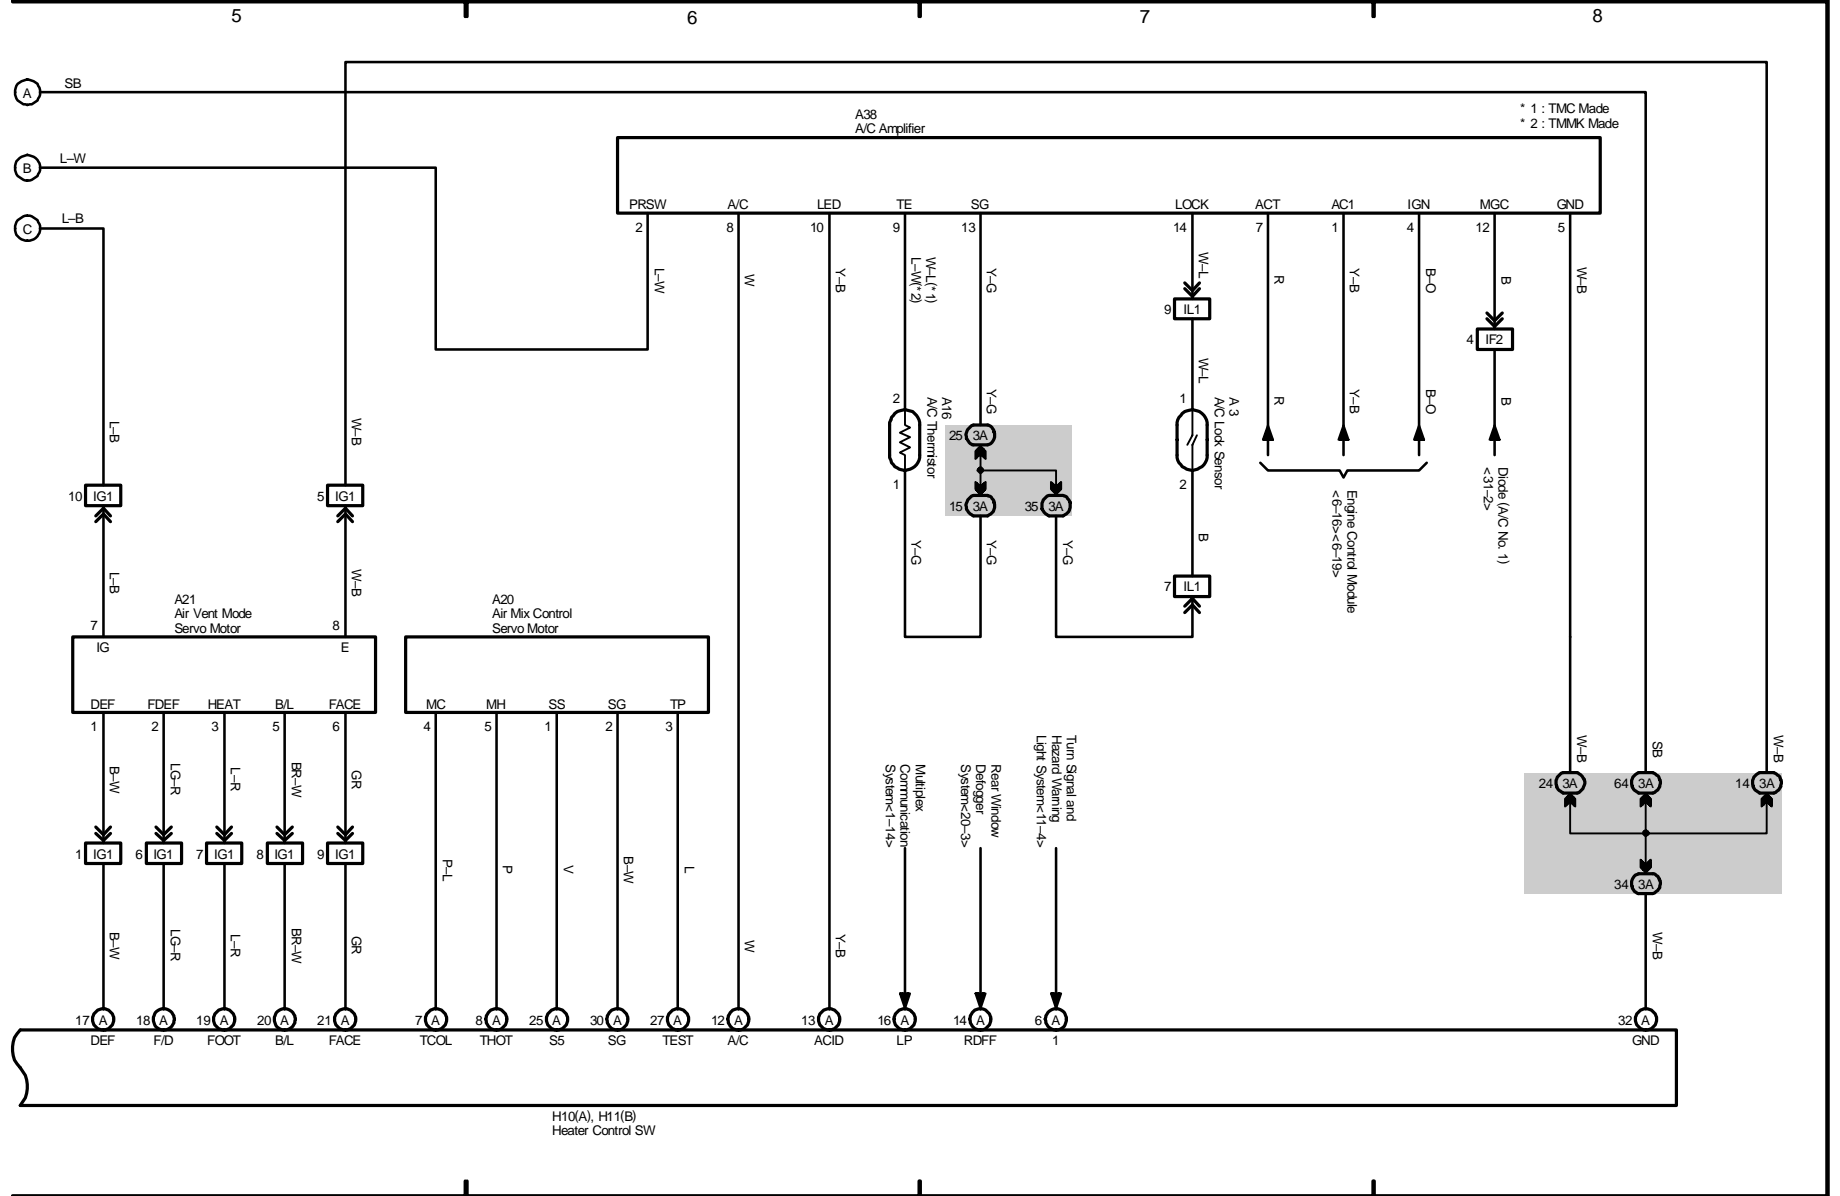 5
6
7
8
A
SB
B
L–W
C
L–B
A38
A/C Amplifier
* 1 : TMC Made
* 2 : TMMK Made
PRSW
A/C
LED
TE
SG
LOCK
ACT
AC1
IGN
MGC
GND
2
8
10
9
13
14
7
1
4
12
5
L–W
W
Y–B
W–L(*1)
L–W(*2)
Y–G
W–L
R
Y–B
B–O
B
W–B
9
IL1
4
IF2
L–B
W–B
2
A16
A/C Thermistor
1
Y–G
25
3A
15
3A
35
3A
W–L
1
A 3
A/C Lock Sensor
2
R
Y–B
B–O
B
Engine Control Module
<6–16><6–19>
Diode (A/C No. 1)
<31–2>
10
IG1
5
IG1
L–B
W–B
Y–G
Y–G
Y–G
B
7
IL1
A21
Air Vent Mode
Servo Motor
A20
Air Mix Control
Servo Motor
7
8
IG
E
DEF
FDEF
HEAT
B/L
FACE
MC
MH
SS
SG
TP
1
2
3
5
6
4
5
1
2
3
B–W
LG–R
L–R
BR–W
GR
Multiplex
Communication
System<1–14>
Rear Window
Defogger
System<20–3>
Turn Signal and
Hazard Warning
Light System<11–4>
W–B
SB
W–B
24
3A
64
3A
14
3A
1
IG1
6
IG1
7
IG1
8
IG1
9
IG1
P–L
P
V
B–W
L
34
3A
B–W
LG–R
L–R
BR–W
GR
W
Y–B
W–B
17
A
18
A
19
A
20
A
21
A
7
A
8
A
25
A
30
A
27
A
12
A
13
A
16
A
14
A
6
A
32
A
DEF
F/D
FOOT
B/L
FACE
TCOL
THOT
S5
SG
TEST
A/C
ACID
LP
RDFF
1
GND
H10(A), H11(B)
Heater Control SW